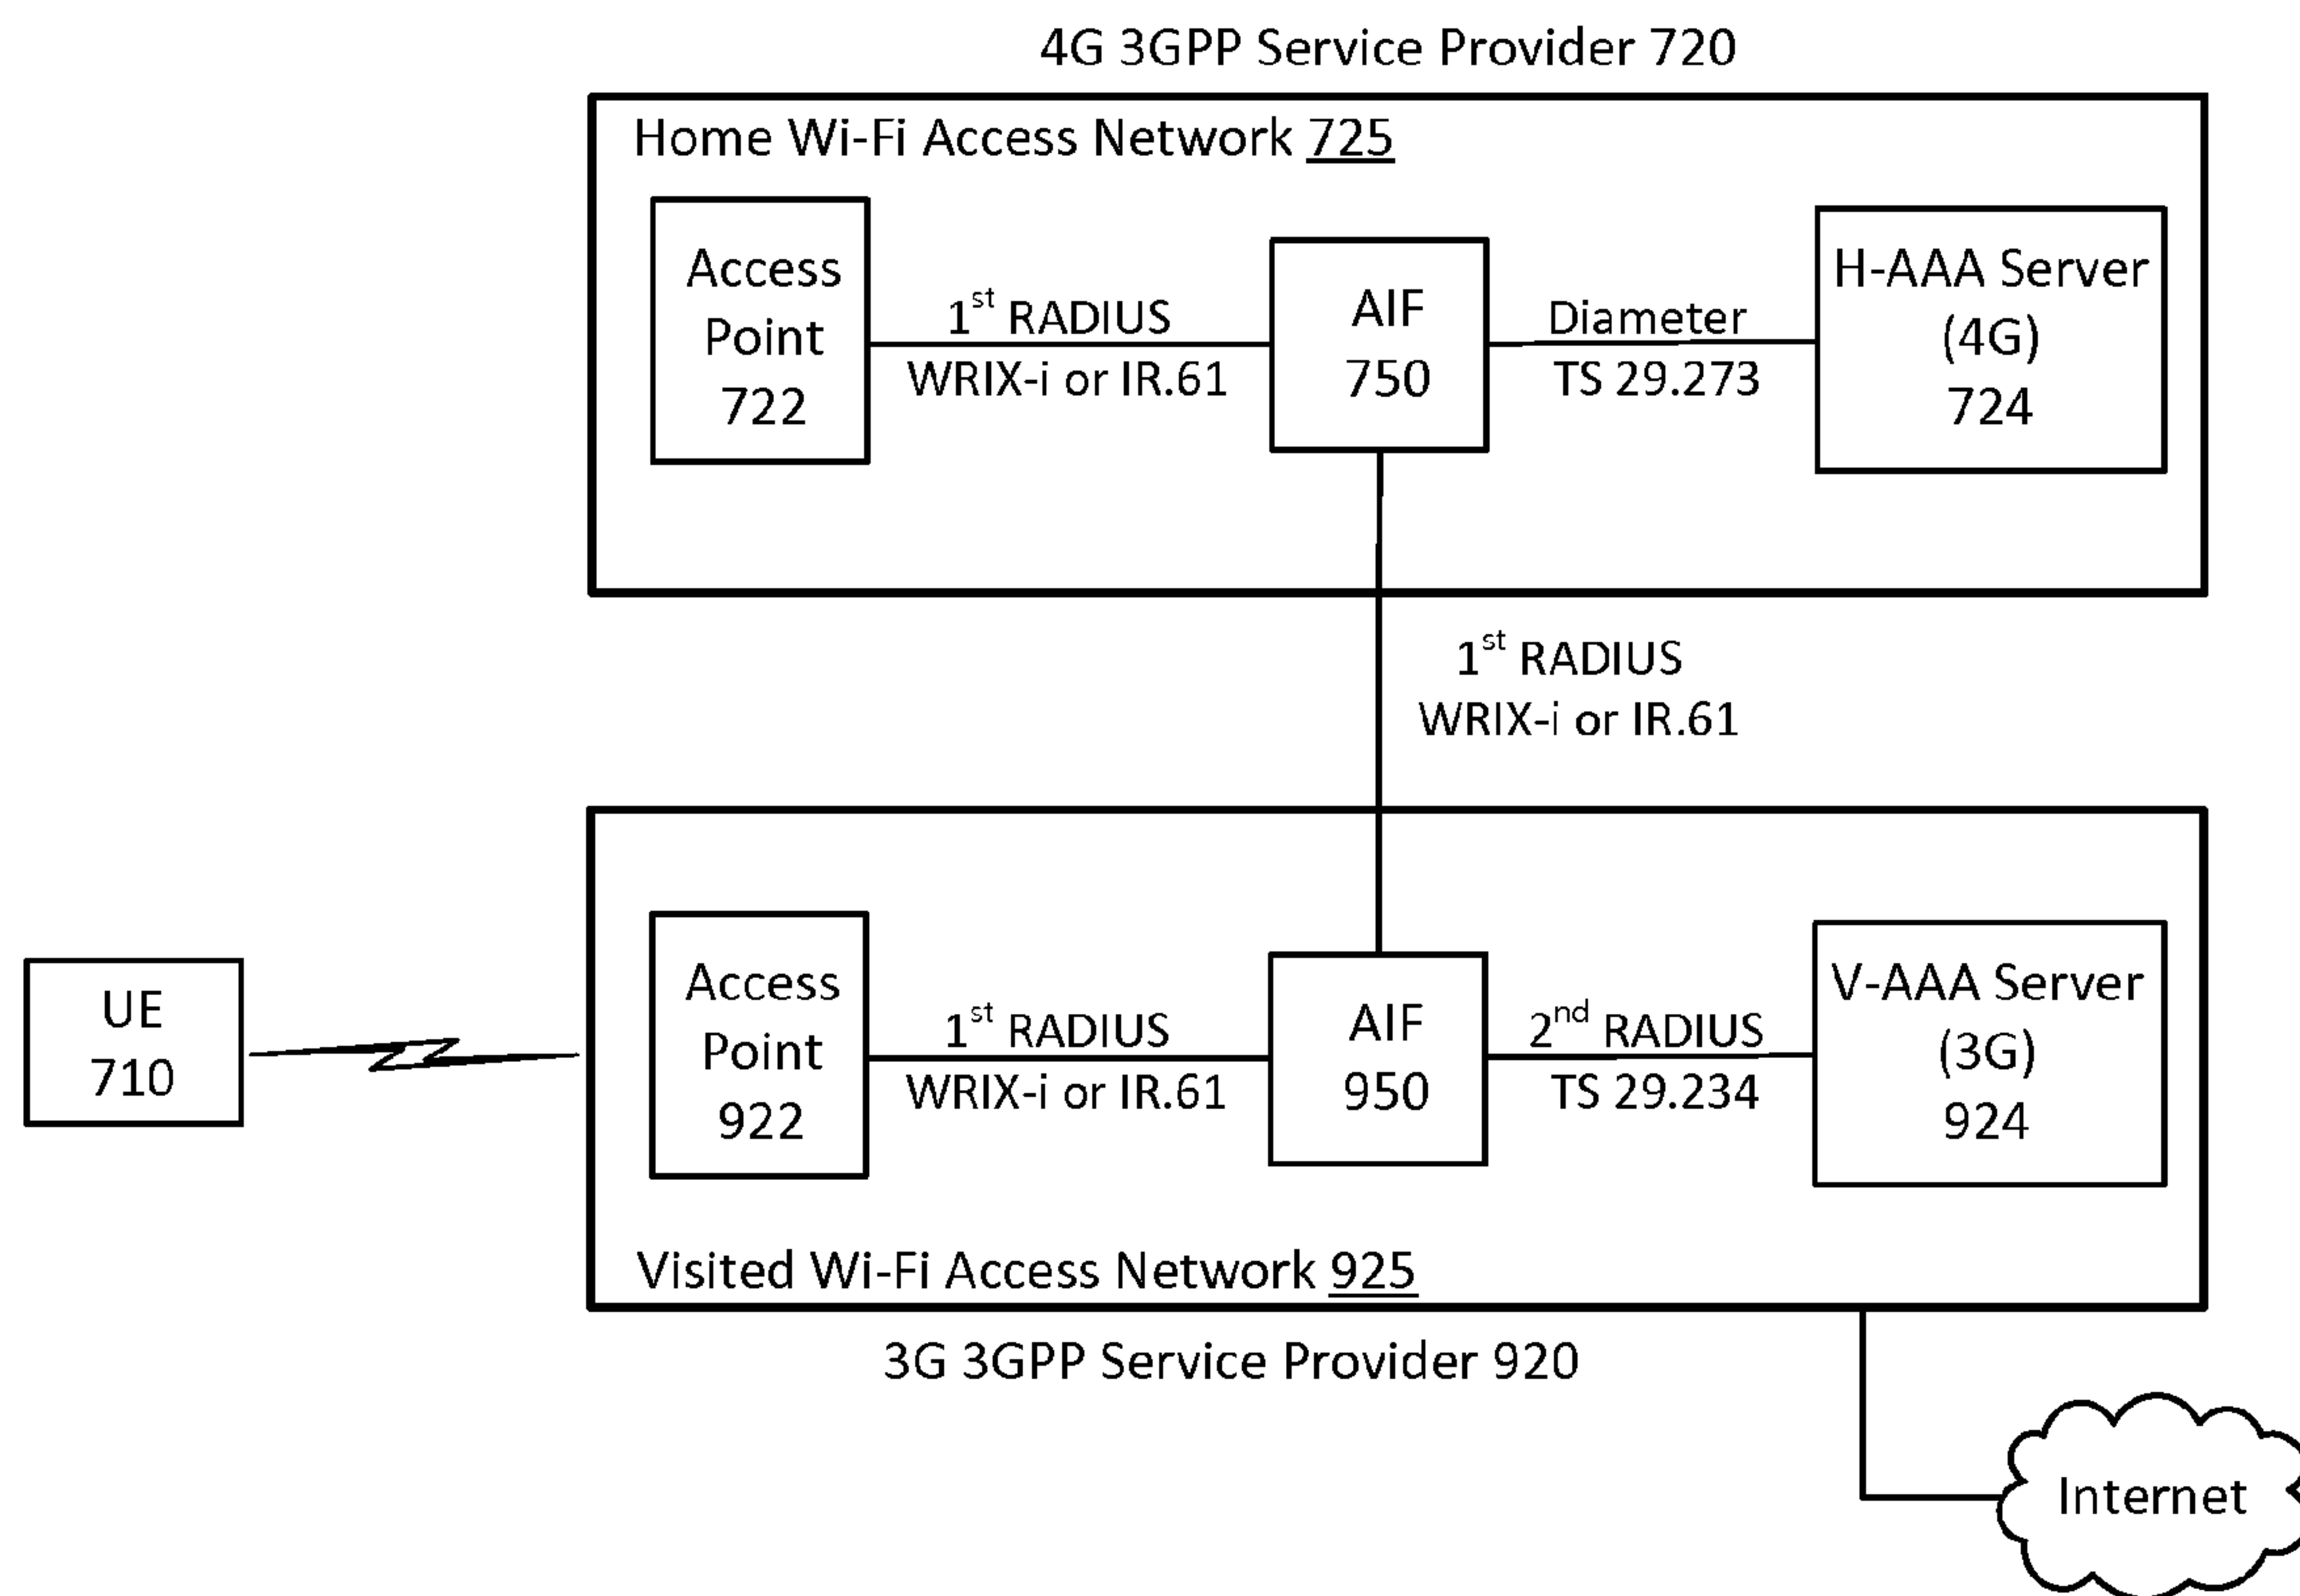 4G 3GPP Service Provider 720
Home Wi-Fi Access Network 725
Access
Point
722
1st RADIUS
WRIX-i or IR.61
AIF
750
Diameter
TS 29.273
H-AAA Server
(4G)
724
1st RADIUS
WRIX-i or IR.61
UE
710
Access
Point
922
1st RADIUS
WRIX-i or IR.61
AIF
950
2nd RADIUS
TS 29.234
V-AAA Server
(3G)
924
Visited Wi-Fi Access Network 925
3G 3GPP Service Provider 920
Internet